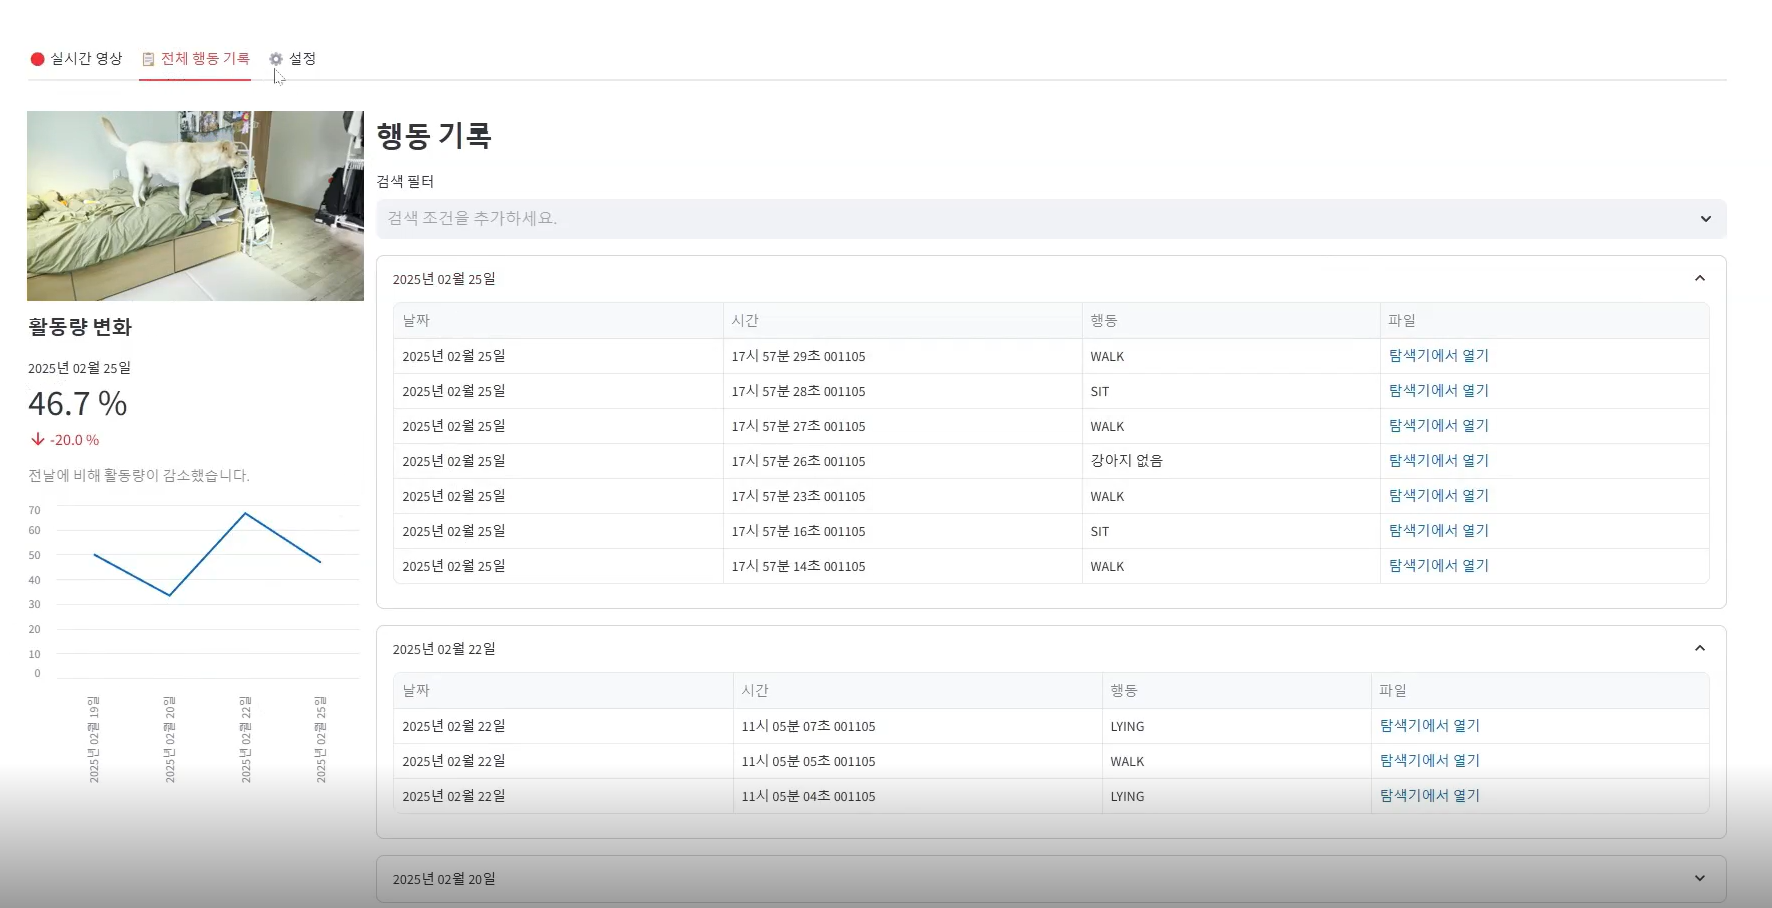 실시간 영상
전체 행동 기록
설정
활동량 변화
2025년 02월 25일
46.7 %
-20.0 %
전날에 비해 활동량이 감소했습니다.
70
60
50
40
30
20
10
0
2025년 02월 19일
2025년 02월 20일
2025년 02월 22일
2025년 02월 25일
행동 기록
검색 필터
검색 조건을 추가하세요.
2025년 02월 25일
날짜 시간 행동 파일
2025년 02월 25일 17시 57분 29초 001105 WALK 탐색기에서 열기
2025년 02월 25일 17시 57분 28초 001105 SIT 탐색기에서 열기
2025년 02월 25일 17시 57분 27초 001105 WALK 탐색기에서 열기
2025년 02월 25일 17시 57분 26초 001105 강아지 없음 탐색기에서 열기
2025년 02월 25일 17시 57분 23초 001105 WALK 탐색기에서 열기
2025년 02월 25일 17시 57분 16초 001105 SIT 탐색기에서 열기
2025년 02월 25일 17시 57분 14초 001105 WALK 탐색기에서 열기
2025년 02월 22일
날짜 시간 행동 파일
2025년 02월 22일 11시 05분 07초 001105 LYING 탐색기에서 열기
2025년 02월 22일 11시 05분 05초 001105 WALK 탐색기에서 열기
2025년 02월 22일 11시 05분 04초 001105 LYING 탐색기에서 열기
2025년 02월 20일